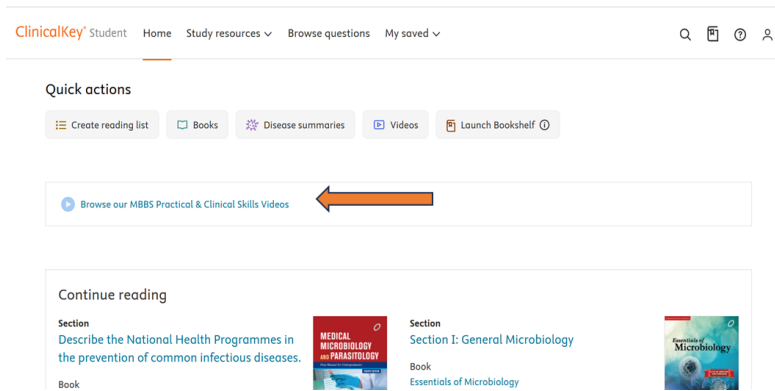 ClinicalKey® Student Home Study resources Browse questions My saved
Quick actions
Create reading list Books Disease summaries Videos Launch Bookshelf
Browse our MBBS Practical & Clinical Skills Videos
Continue reading
Section
Describe the National Health Programmes in
the prevention of common infectious diseases.
Book
MEDICAL
MICROBIOLOGY
AND PARASITOLOGY
Section
Section I: General Microbiology
Book
Essentials of Microbiology
Essentials of
Microbiology